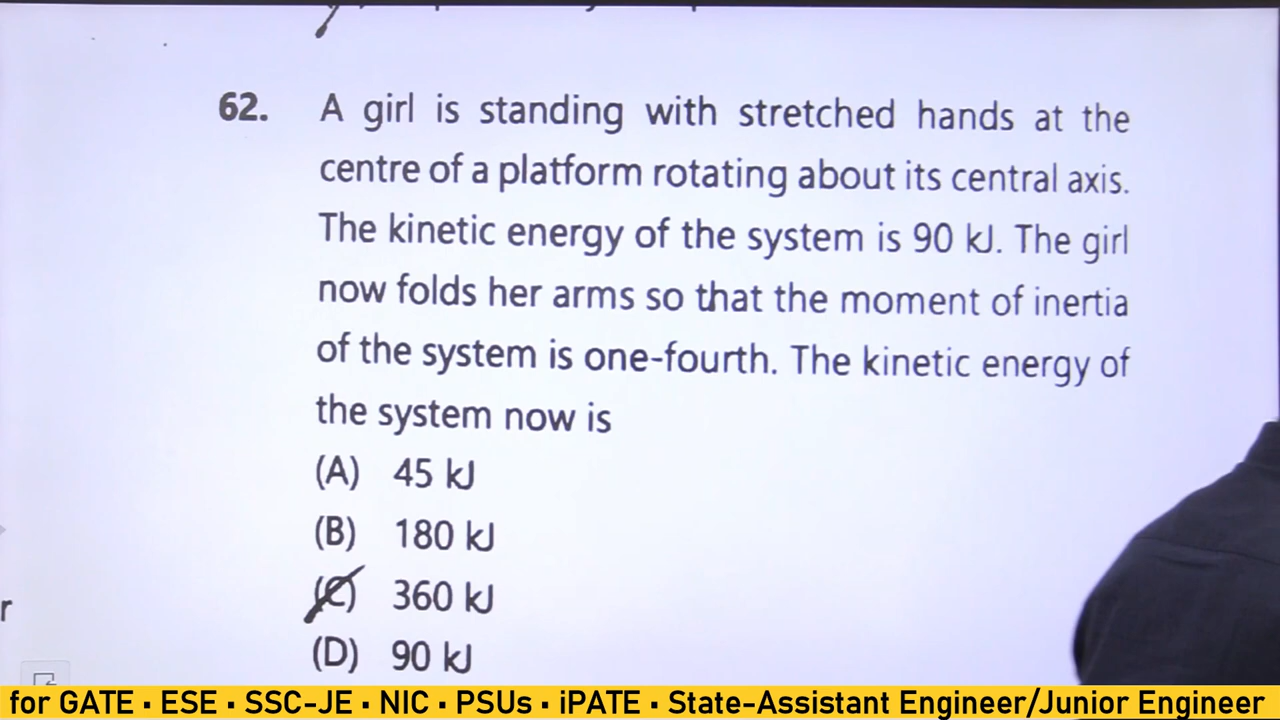 62. A girl is standing with stretched hands at the
centre of a platform rotating about its central axis.
The kinetic energy of the system is 90 kJ. The girl
now folds her arms so that the moment of inertia
of the system is one-fourth. The kinetic energy of
the system now is
(A) 45 kJ
(B) 180 kJ
(C) 360 kJ
(D) 90 kJ
r
for GATE ▪ ESE ▪ SSC-JE ▪ NIC ▪ PSUs ▪ iPATE ▪ State-Assistant Engineer/Junior Engineer